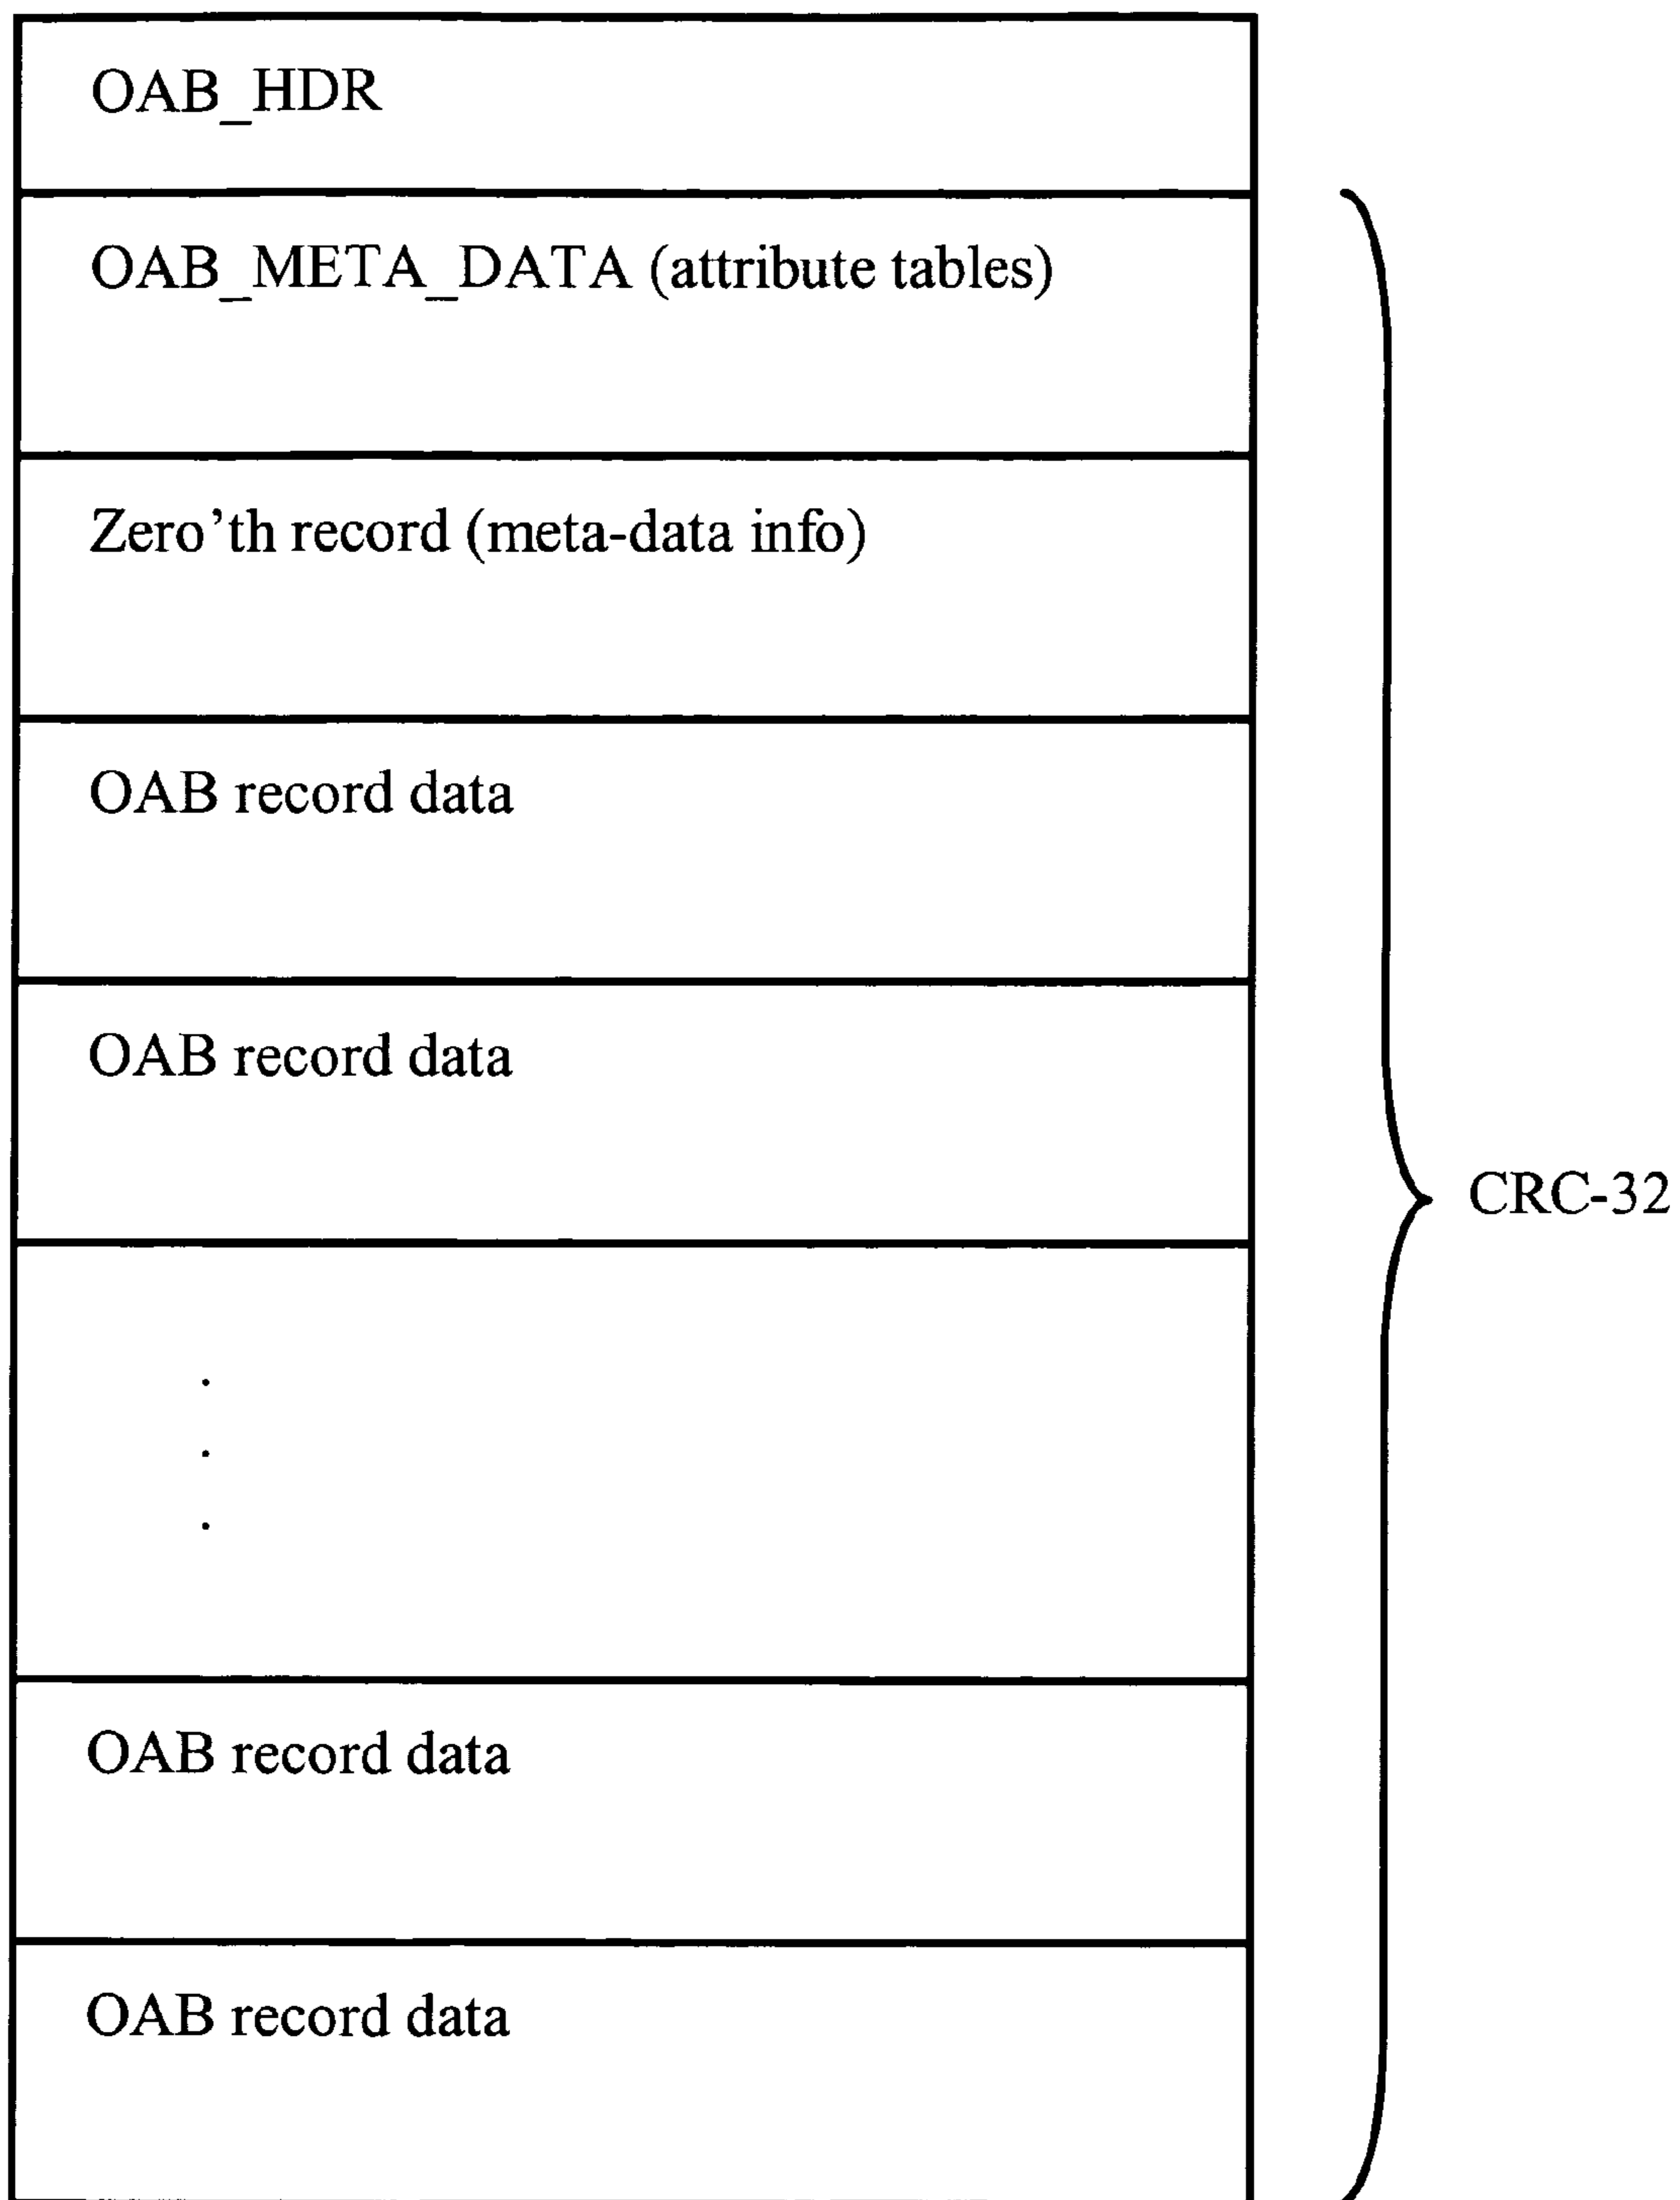 OAB_HDR
OAB_META_DATA (attribute tables)
Zero’th record (meta-data info)
OAB record data
OAB record data
.
.
.
CRC-32
OAB record data
OAB record data